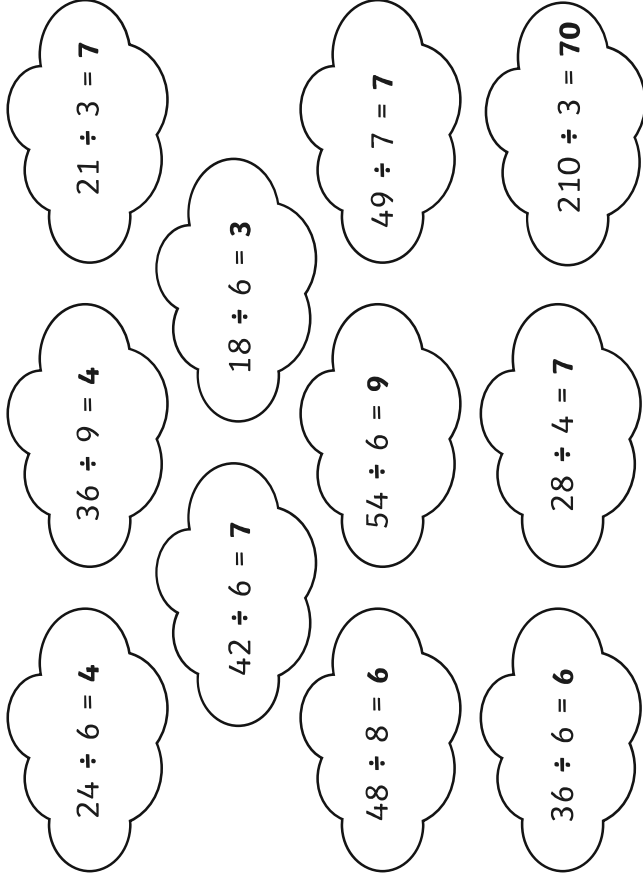 24 ÷ 6 = 4
36 ÷ 9 = 4
21 ÷ 3 = 7
42 ÷ 6 = 7
18 ÷ 6 = 3
48 ÷ 8 = 6
54 ÷ 6 = 9
49 ÷ 7 = 7
36 ÷ 6 = 6
28 ÷ 4 = 7
210 ÷ 3 = 70